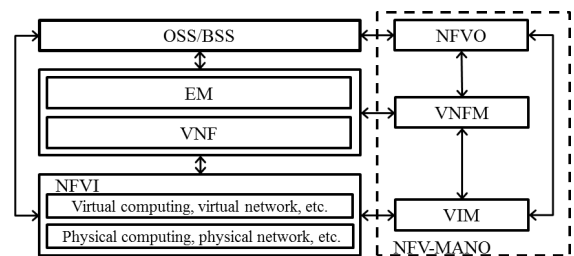 OSS/BSS
NFVO
EM
VNFM
VNF
NFVI
Virtual computing, virtual network, etc.
VIM
Physical computing, physical network, etc.
NFV-MANO